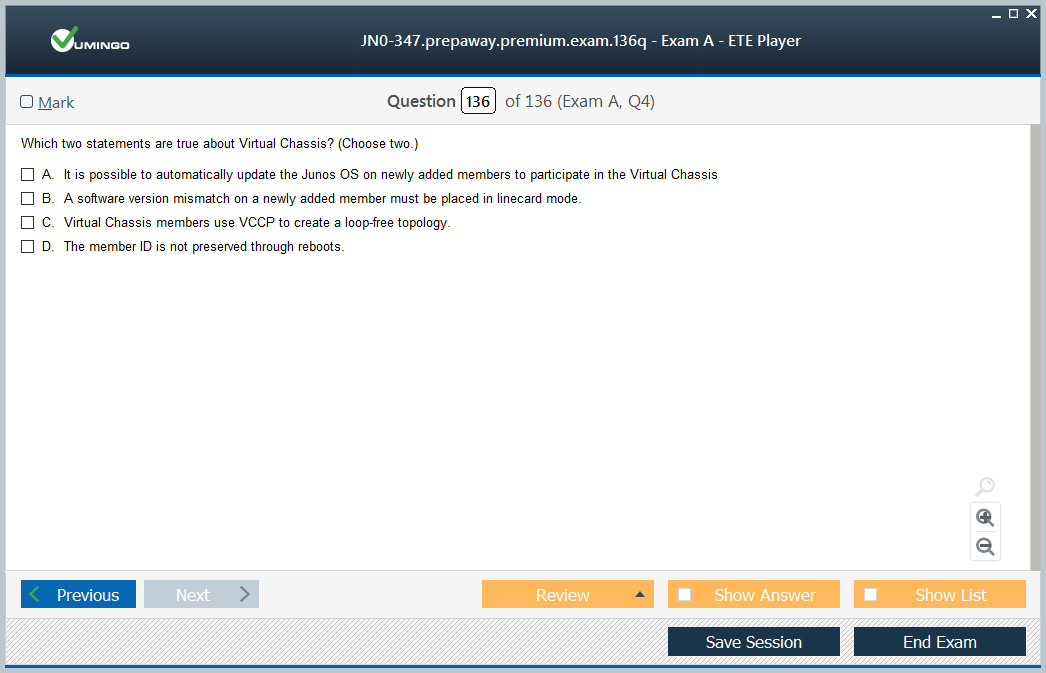 VUMINGO
JN0-347.prepaway.premium.exam.136q - Exam A - ETE Player
Mark
Question 136 of 136 (Exam A, Q4)
Which two statements are true about Virtual Chassis? (Choose two.)
A. It is possible to automatically update the Junos OS on newly added members to participate in the Virtual Chassis
B. A software version mismatch on a newly added member must be placed in linecard mode.
C. Virtual Chassis members use VCCP to create a loop-free topology.
D. The member ID is not preserved through reboots.
Previous
Next
Review
Show Answer
Show List
Save Session
End Exam